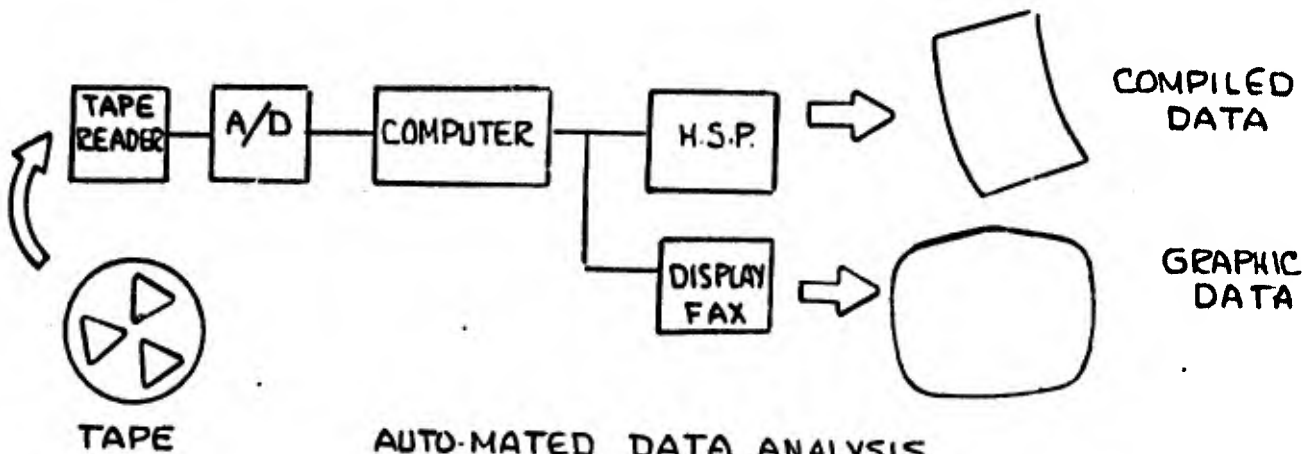 TAPE
READER
A/D
COMPUTER
H.S.P.
COMPILED
DATA
DISPLAY
FAX
GRAPHIC
DATA
TAPE
AUTO-MATED DATA ANALYSIS